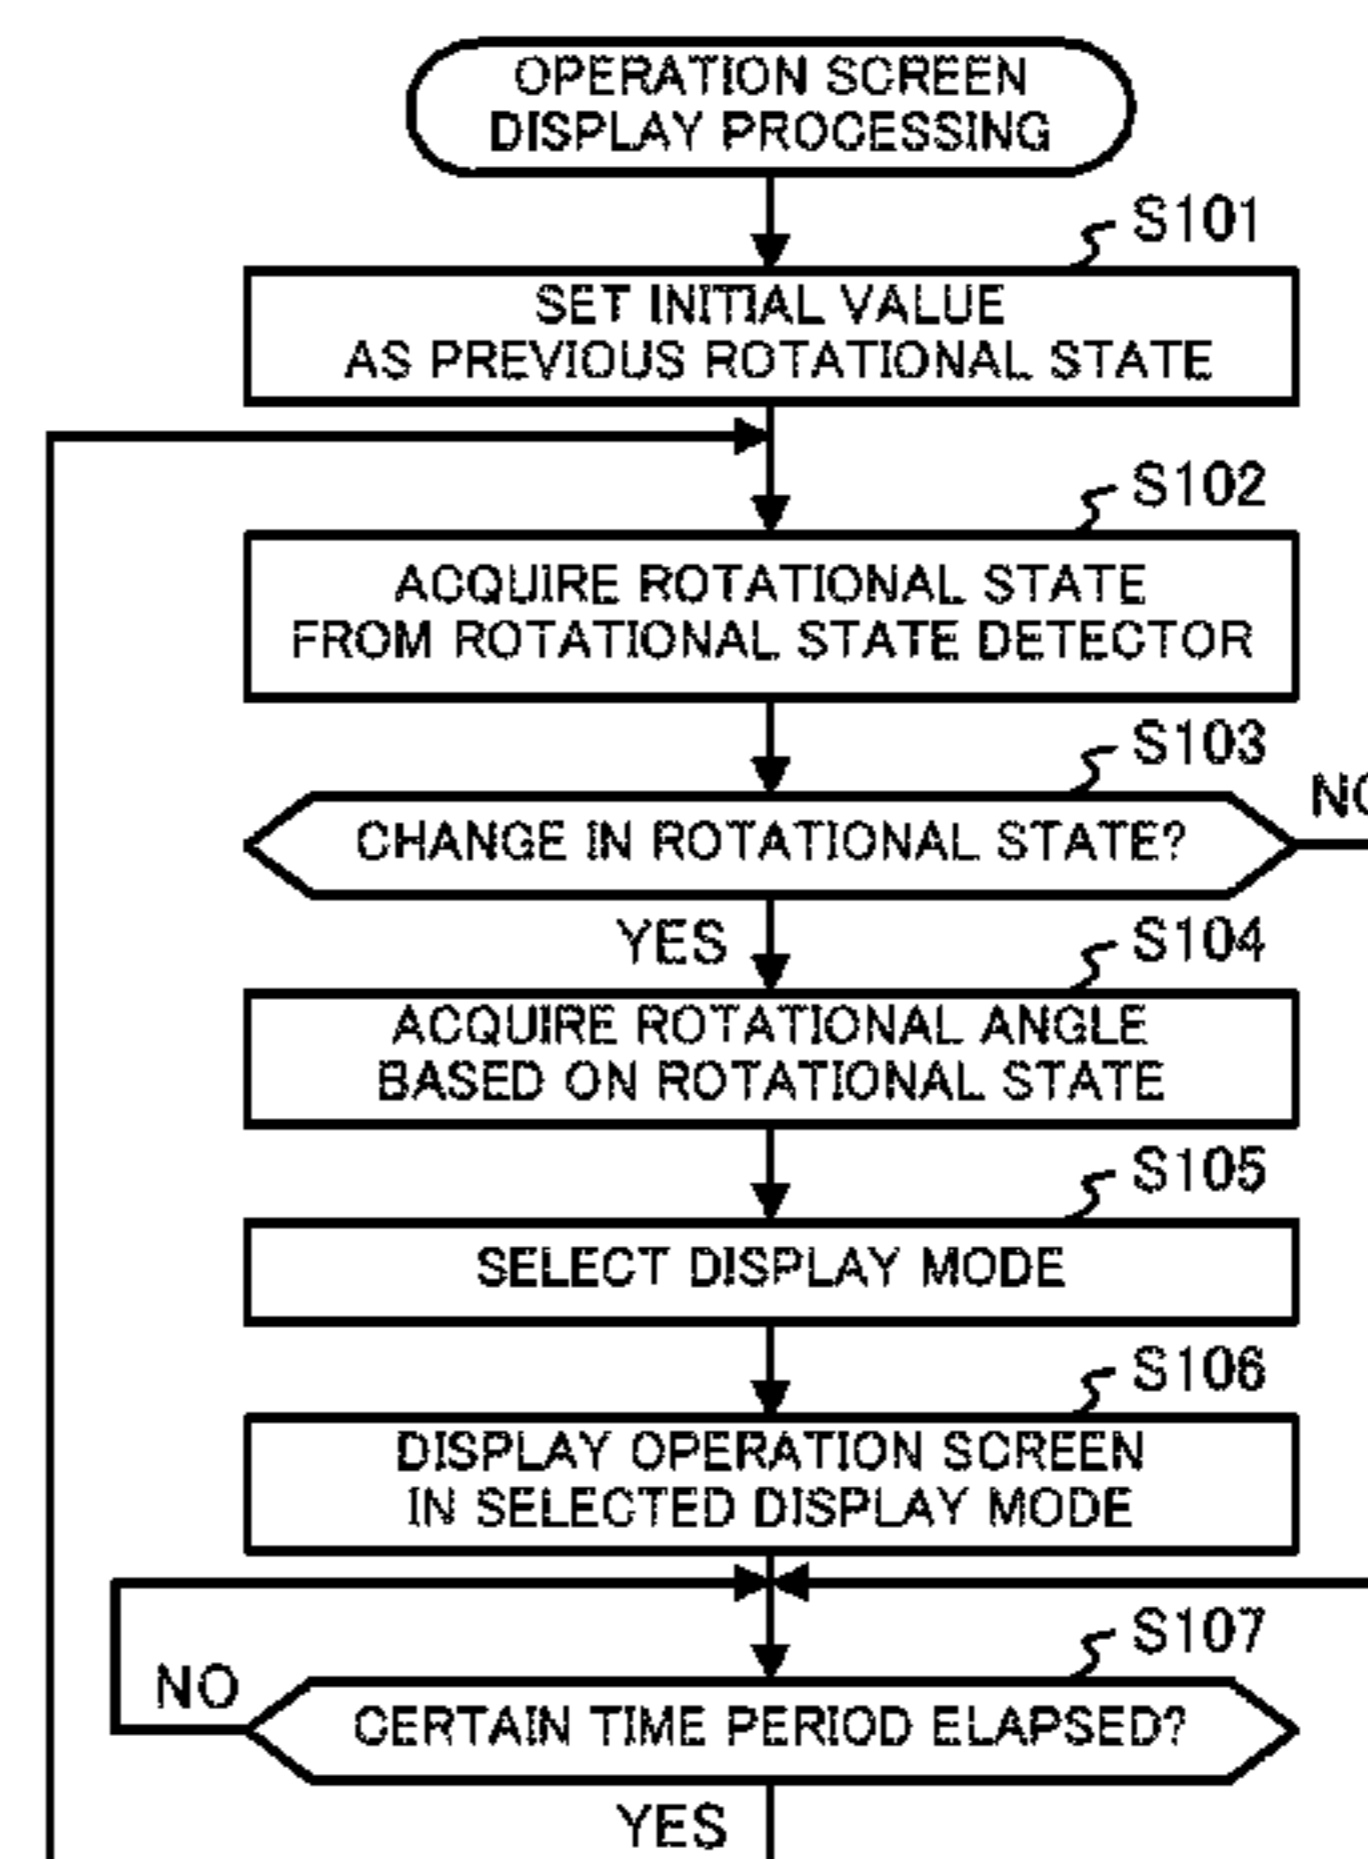 OPERATION SCREEN
DISPLAY PROCESSING
S101
SET INITIAL VALUE
AS PREVIOUS ROTATIONAL STATE
S102
ACQUIRE ROTATIONAL STATE
FROM ROTATIONAL STATE DETECTOR
S103
NO
CHANGE IN ROTATIONAL STATE?
YES
S104
ACQUIRE ROTATIONAL ANGLE
BASED ON ROTATIONAL STATE
S105
SELECT DISPLAY MODE
S106
DISPLAY OPERATION SCREEN
IN SELECTED DISPLAY MODE
S107
NO
CERTAIN TIME PERIOD ELAPSED?
YES